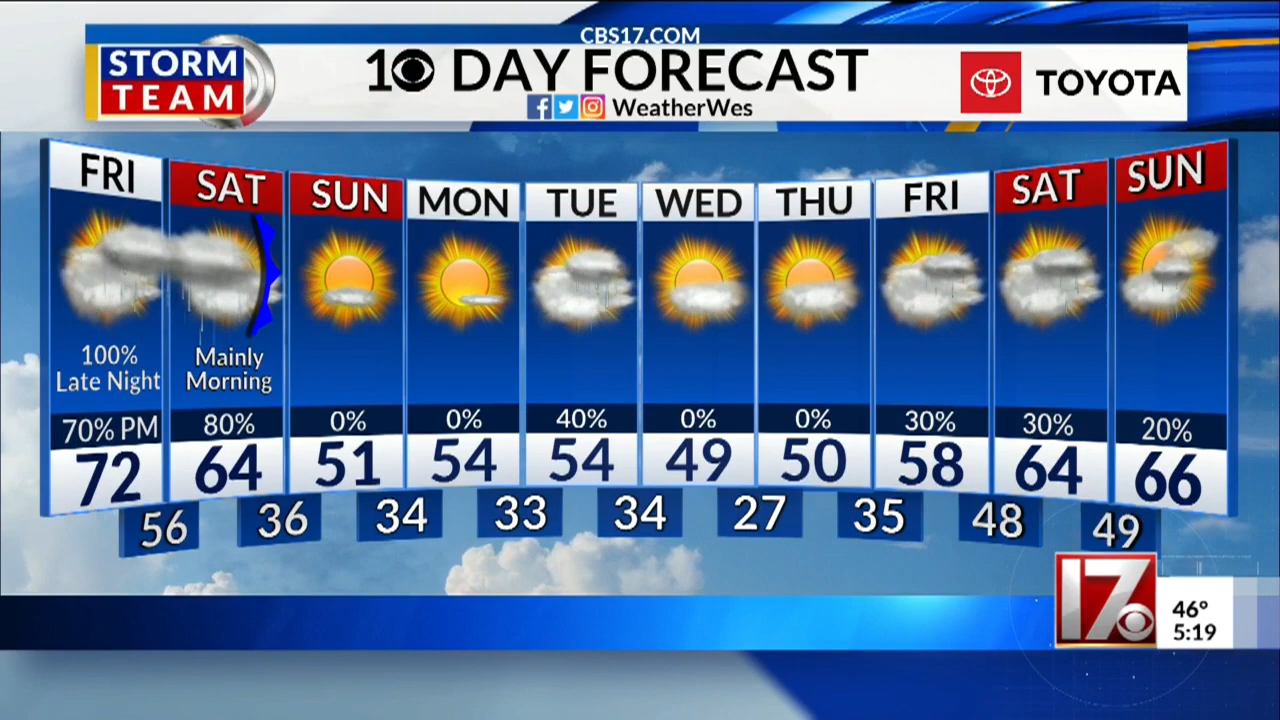 CBS17.COM
STORM
TEAM
10 DAY FORECAST
WeatherWes
TOYOTA
FRI SAT SUN MON TUE WED THU FRI SAT SUN
100%
Late Night
Mainly
Morning
70% PM 80% 0% 0% 40% 0% 0% 30% 30% 20%
72 64 51 54 54 49 50 58 64 66
56 36 34 33 34 27 35 48 49
17
46°
5:19